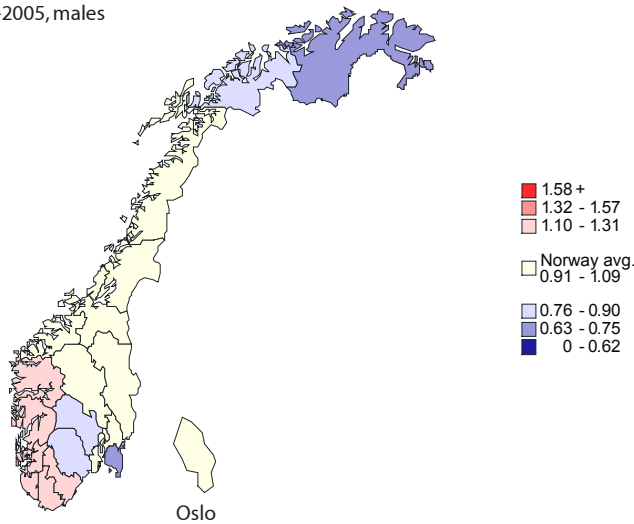 -2005, males
1.58 +
1.32 - 1.57
1.10 - 1.31
Norway avg.
0.91 - 1.09
0.76 - 0.90
0.63 - 0.75
0 - 0.62
Oslo